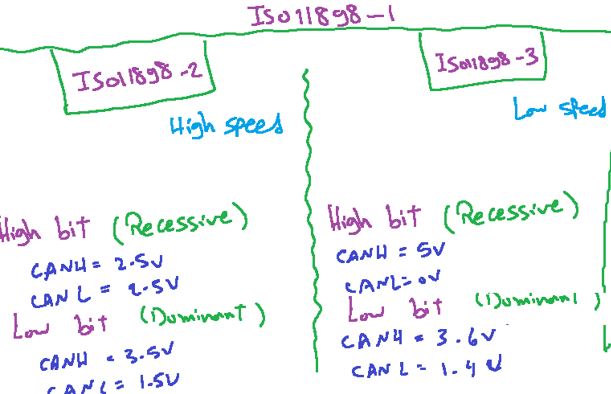 ISO11898-1
ISO11898-2
High speed
High bit (Recessive)
CANH = 2.5V
CANL = 2.5V
Low bit (Dominant)
CANH = 3.5V
CANL = 1.5V
ISO11898-3
Low speed
High bit (Recessive)
CANH = 5V
CANL = 0V
Low bit (Dominant)
CANH = 3.6V
CANL = 1.4V